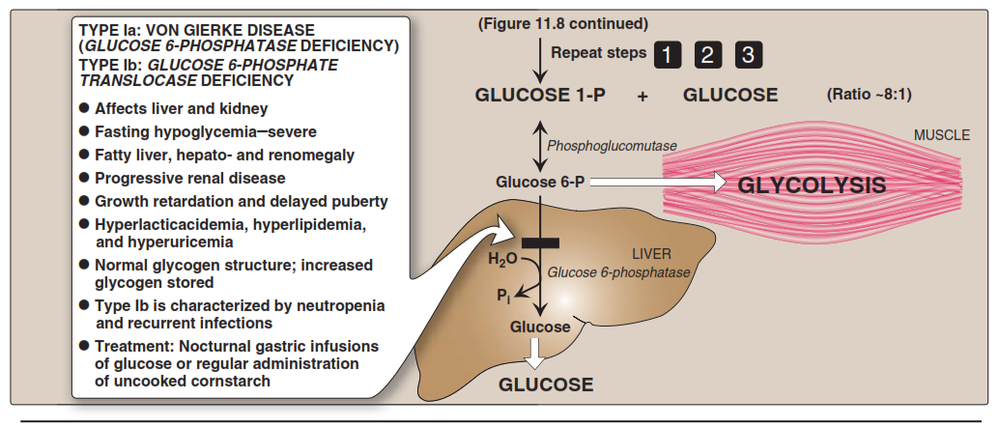 TYPE Ia: VON GIERKE DISEASE
(GLUCOSE 6-PHOSPHATASE DEFICIENCY)
TYPE Ib: GLUCOSE 6-PHOSPHATE
TRANSLOCASE DEFICIENCY
● Affects liver and kidney
● Fasting hypoglycemia—severe
● Fatty liver, hepato- and renomegaly
● Progressive renal disease
● Growth retardation and delayed puberty
● Hyperlacticacidemia, hyperlipidemia,
and hyperuricemia
● Normal glycogen structure; increased
glycogen stored
● Type Ib is characterized by neutropenia
and recurrent infections
● Treatment: Nocturnal gastric infusions
of glucose or regular administration
of uncooked cornstarch
(Figure 11.8 continued)
Repeat steps 1 2 3
GLUCOSE 1-P + GLUCOSE (Ratio ~8:1)
MUSCLE
Phosphoglucomutase
Glucose 6-P
GLYCOLYSIS
LIVER
H₂O
Glucose 6-phosphatase
Pᵢ
Glucose
GLUCOSE